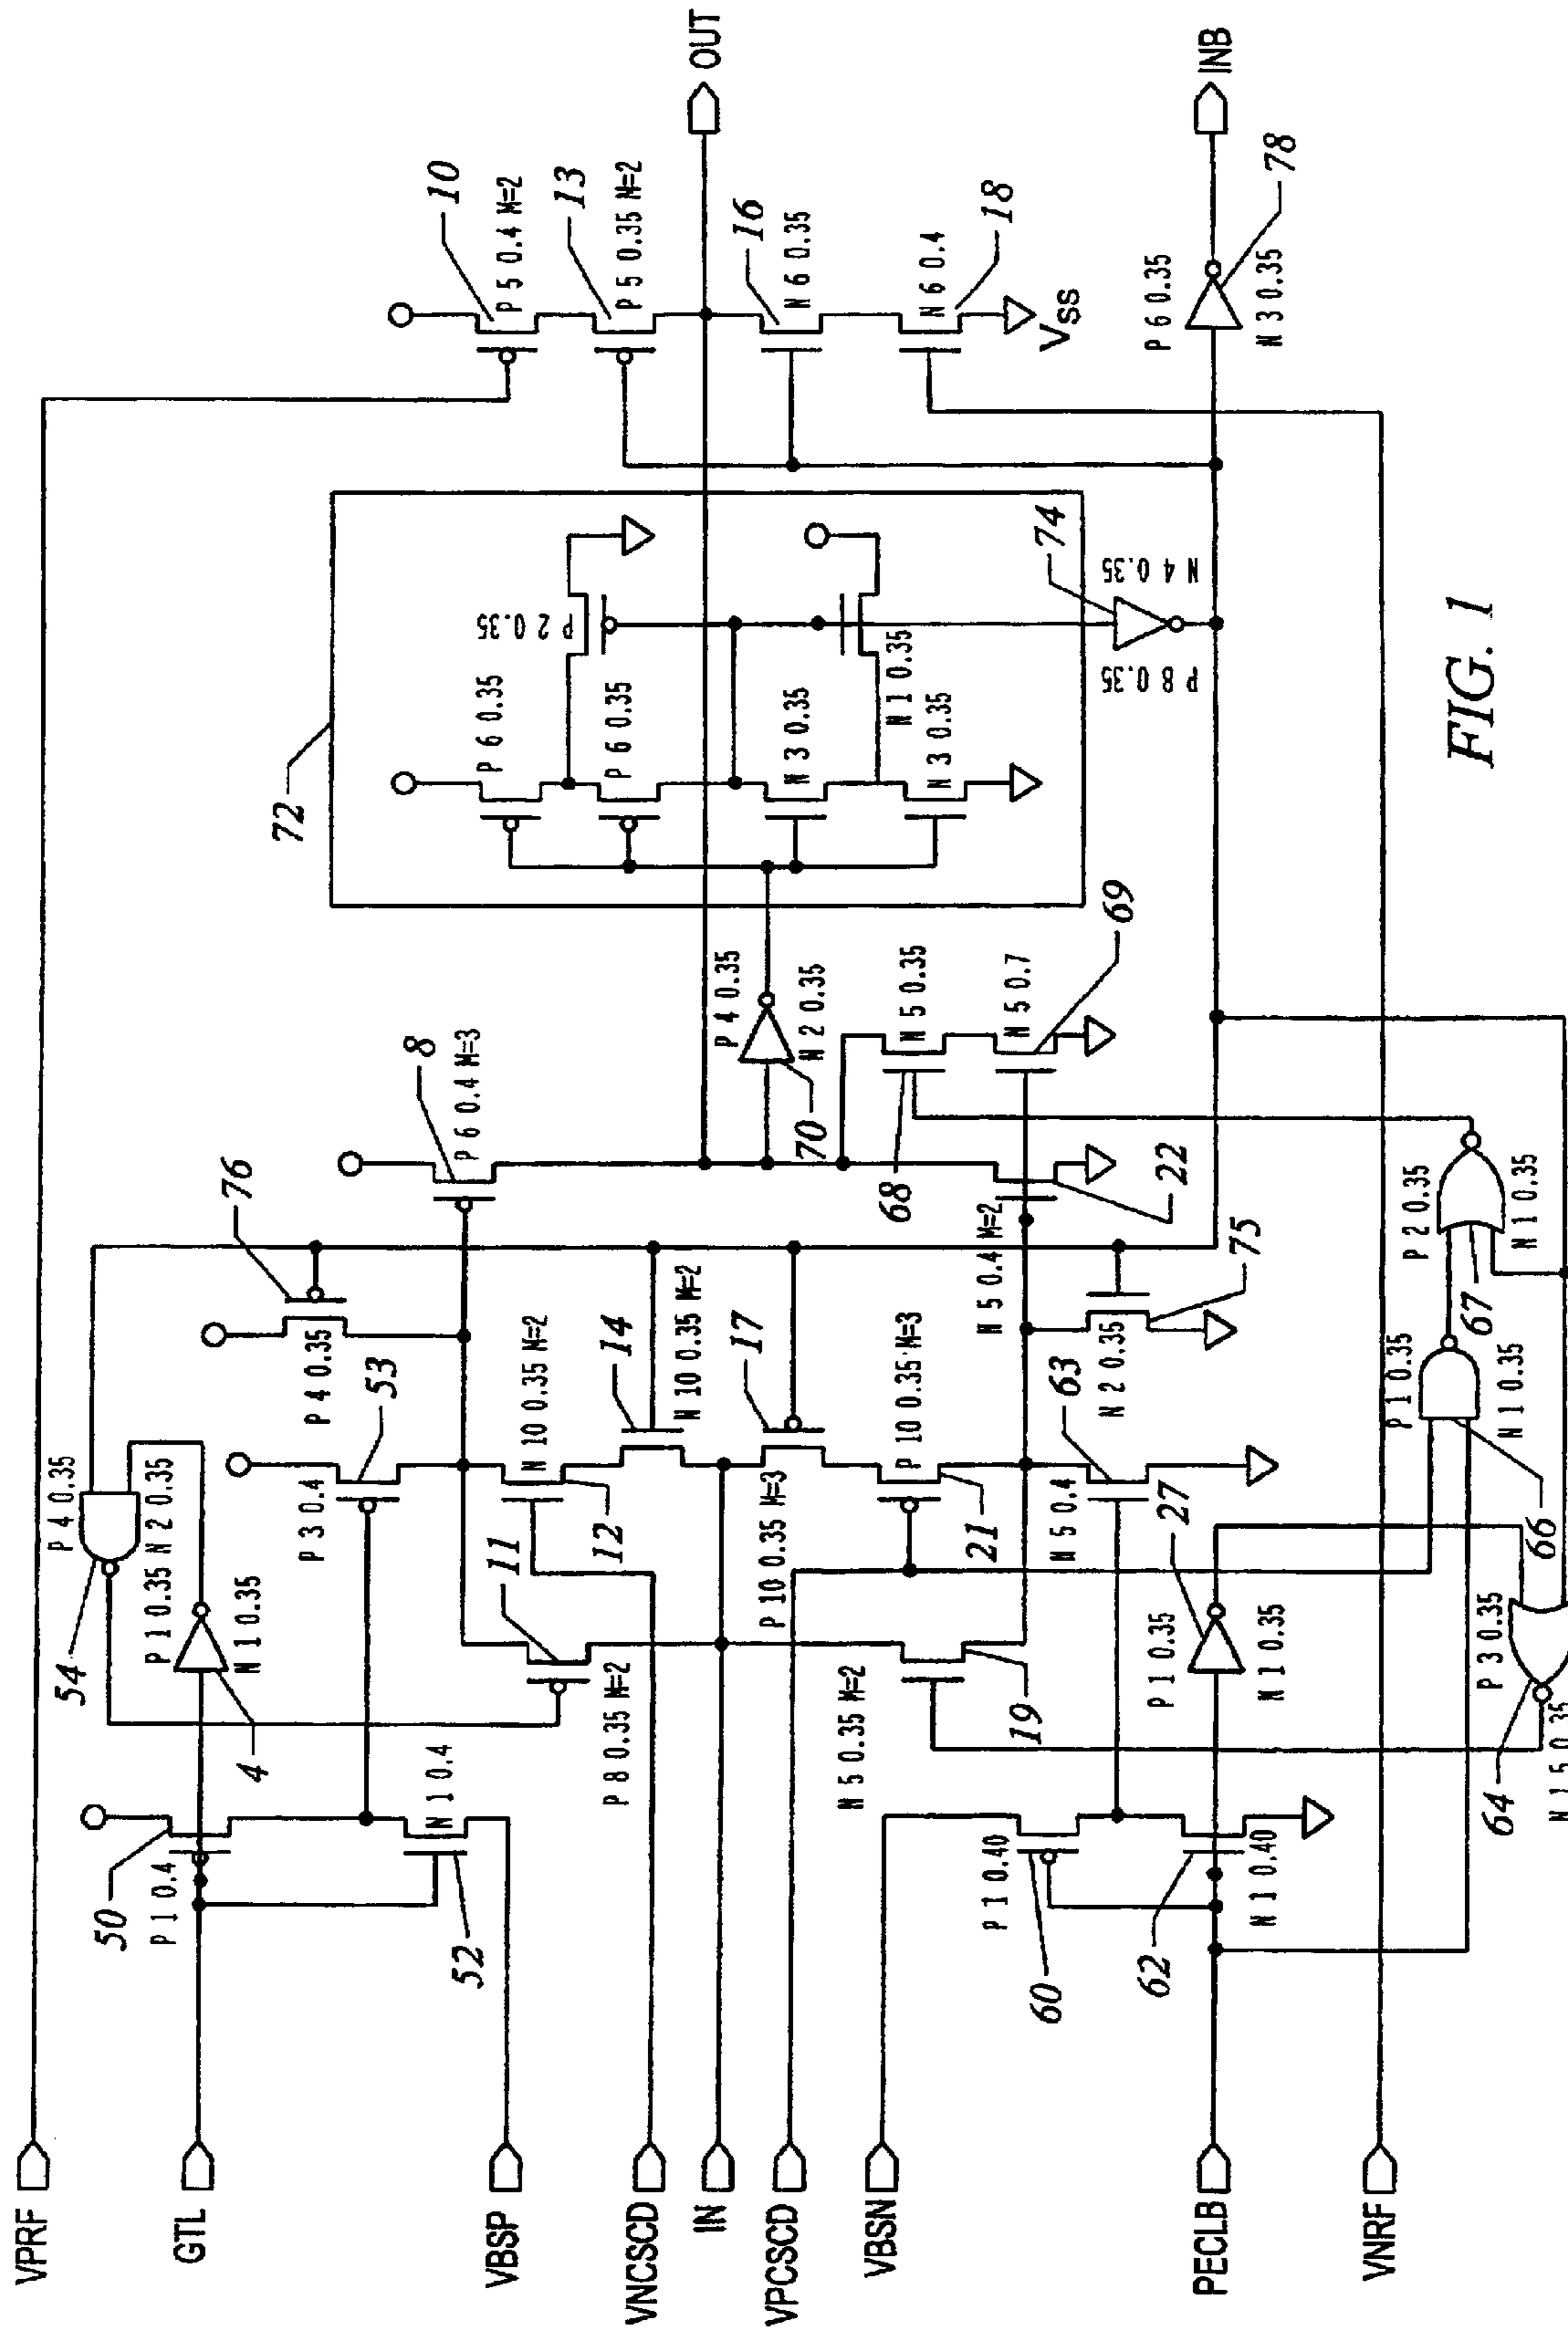 VPRF
GTL
VBSP
VNCSCD
IN
VPCSCD
VBSN
PECLB
VNRF
50
P 1 0.4
52
N 1 0.4
4
P 1 0.35
N 1 0.35
54
P 4 0.35
N 2 0.35
P 3 0.4
53
76
P 4 0.35
8
P 6 0.4 M=3
11
P 8 0.35 M=2
12
N 10 0.35 M=2
14
N 10 0.35 M=2
17
P 10 0.35 M=3
21
P 10 0.35 M=3
19
N 5 0.35 M=2
60
P 1 0.40
62
N 1 0.40
27
P 1 0.35
N 1 0.35
63
N 5 0.4
75
N 2 0.35
22
N 5 0.4 M=2
64
P 3 0.35
66
P 1 0.35
N 1 0.35
67
P 2 0.35
N 1 0.35
68
N 5 0.35
69
N 5 0.7
70
P 4 0.35
N 2 0.35
72
P 6 0.35
P 6 0.35
P 2 0.35
N 3 0.35
N 3 0.35
N 1 0.35
74
P 8 0.35
N 4 0.35
10
P 5 0.4 M=2
13
P 5 0.35 M=2
16
N 6 0.35
18
N 6 0.4
VSS
78
P 6 0.35
N 3 0.35
OUT
INB
FIG. 1